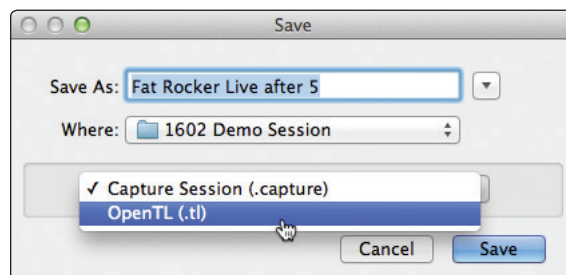 Save
Save As: Fat Rocker Live after 5
Where: 1602 Demo Session
✓ Capture Session (.capture)
OpenTL (.tl)
Cancel Save